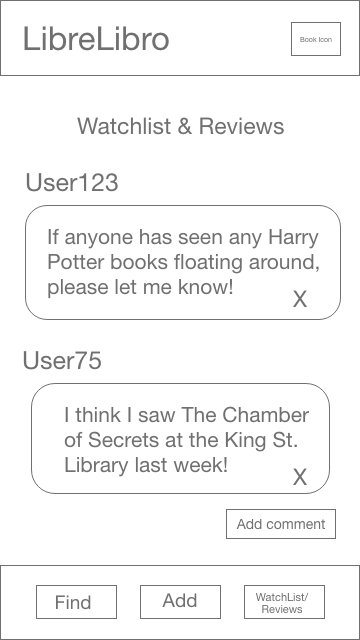 LibreLibro
Book Icon
Watchlist & Reviews
User123
If anyone has seen any Harry
Potter books floating around,
please let me know!
X
User75
I think I saw The Chamber
of Secrets at the King St.
Library last week!
X
Add comment
Find
Add
WatchList/
Reviews